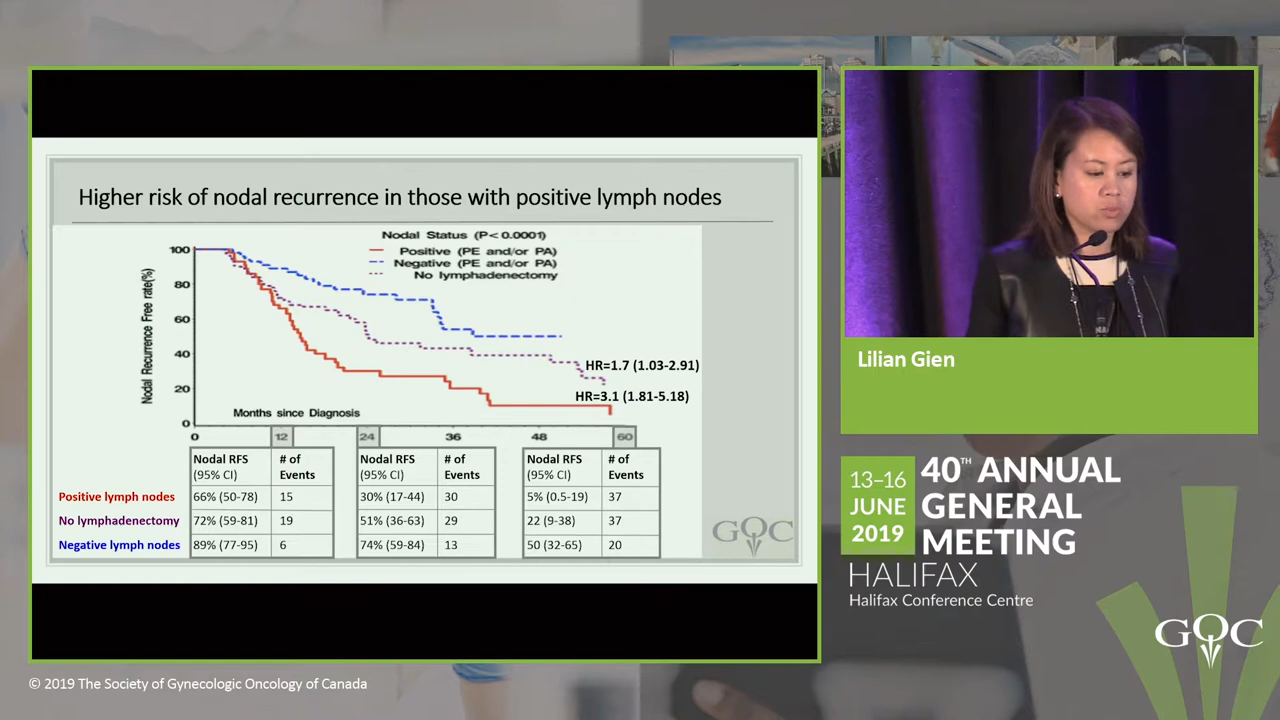 Higher risk of nodal recurrence in those with positive lymph nodes
Nodal Status (P<0.0001)
Positive (PE and/or PA)
Negative (PE and/or PA)
No lymphadenectomy
Nodal Recurrence Free rate(%)
100
80
60
40
20
0
HR=1.7 (1.03-2.91)
HR=3.1 (1.81-5.18)
Months since Diagnosis
0 12 24 36 48 60
Nodal RFS (95% CI) # of Events Nodal RFS (95% CI) # of Events Nodal RFS (95% CI) # of Events
Positive lymph nodes 66% (50-78) 15 30% (17-44) 30 5% (0.5-19) 37
No lymphadenectomy 72% (59-81) 19 51% (36-63) 29 22 (9-38) 37
Negative lymph nodes 89% (77-95) 6 74% (59-84) 13 50 (32-65) 20
GOC
Lilian Gien
13–16
JUNE
2019
40TH ANNUAL
GENERAL
MEETING
HALIFAX
Halifax Conference Centre
GOC
© 2019 The Society of Gynecologic Oncology of Canada